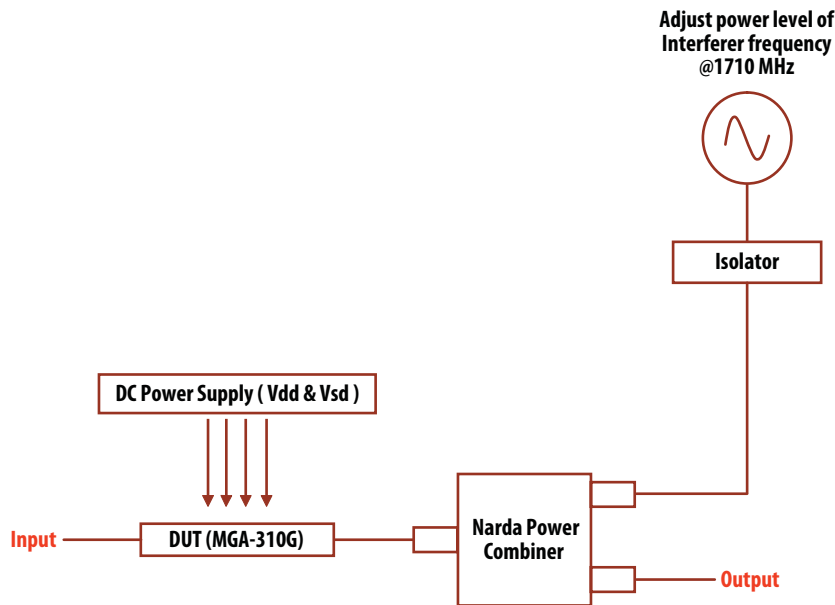 Adjust power level of
Interferer frequency
@1710 MHz
Isolator
DC Power Supply ( Vdd & Vsd )
Input
DUT (MGA-310G)
Narda Power
Combiner
Output